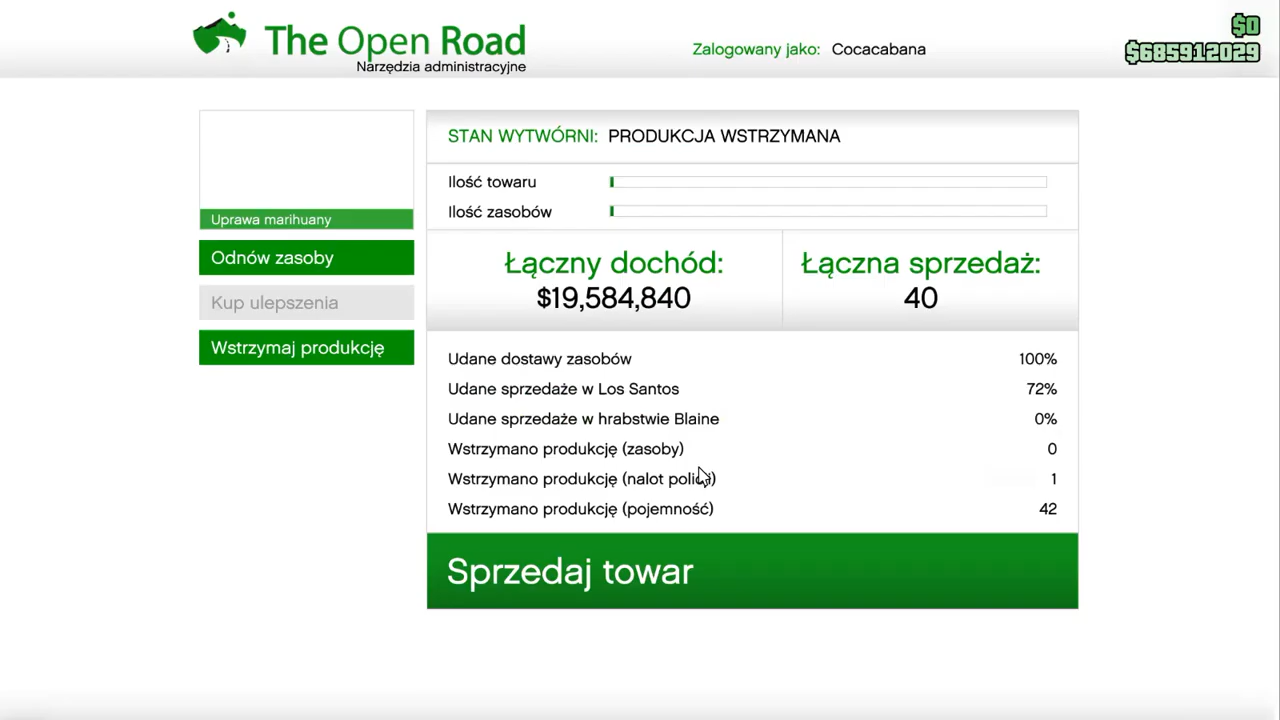 The Open Road
Narzędzia administracyjne
Zalogowany jako: Cocacabana
$0
$685912029
Uprawa marihuany
Odnów zasoby
Kup ulepszenia
Wstrzymaj produkcję
STAN WYTWÓRNI: PRODUKCJA WSTRZYMANA
Ilość towaru
Ilość zasobów
Łączny dochód:
$19,584,840
Łączna sprzedaż:
40
Udane dostawy zasobów 100%
Udane sprzedaże w Los Santos 72%
Udane sprzedaże w hrabstwie Blaine 0%
Wstrzymano produkcję (zasoby) 0
Wstrzymano produkcję (nalot policji) 1
Wstrzymano produkcję (pojemność) 42
Sprzedaj towar